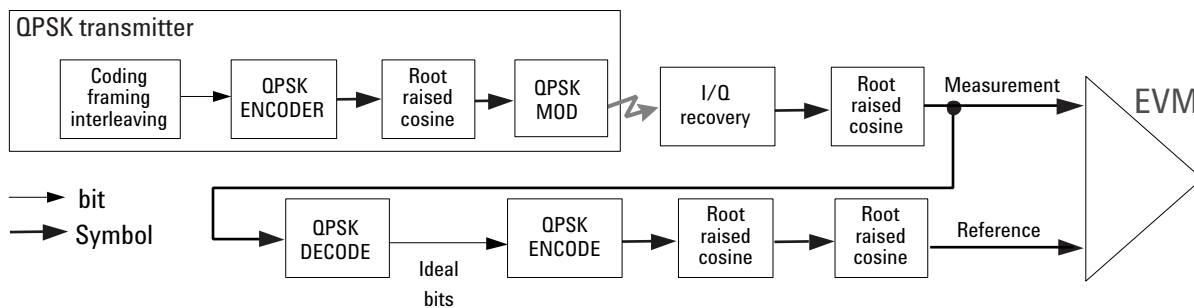 QPSK transmitter
Coding
framing
interleaving
QPSK
ENCODER
Root
raised
cosine
QPSK
MOD
I/Q
recovery
Root
raised
cosine
Measurement
EVM
bit
Symbol
QPSK
DECODE
Ideal
bits
QPSK
ENCODE
Root
raised
cosine
Root
raised
cosine
Reference